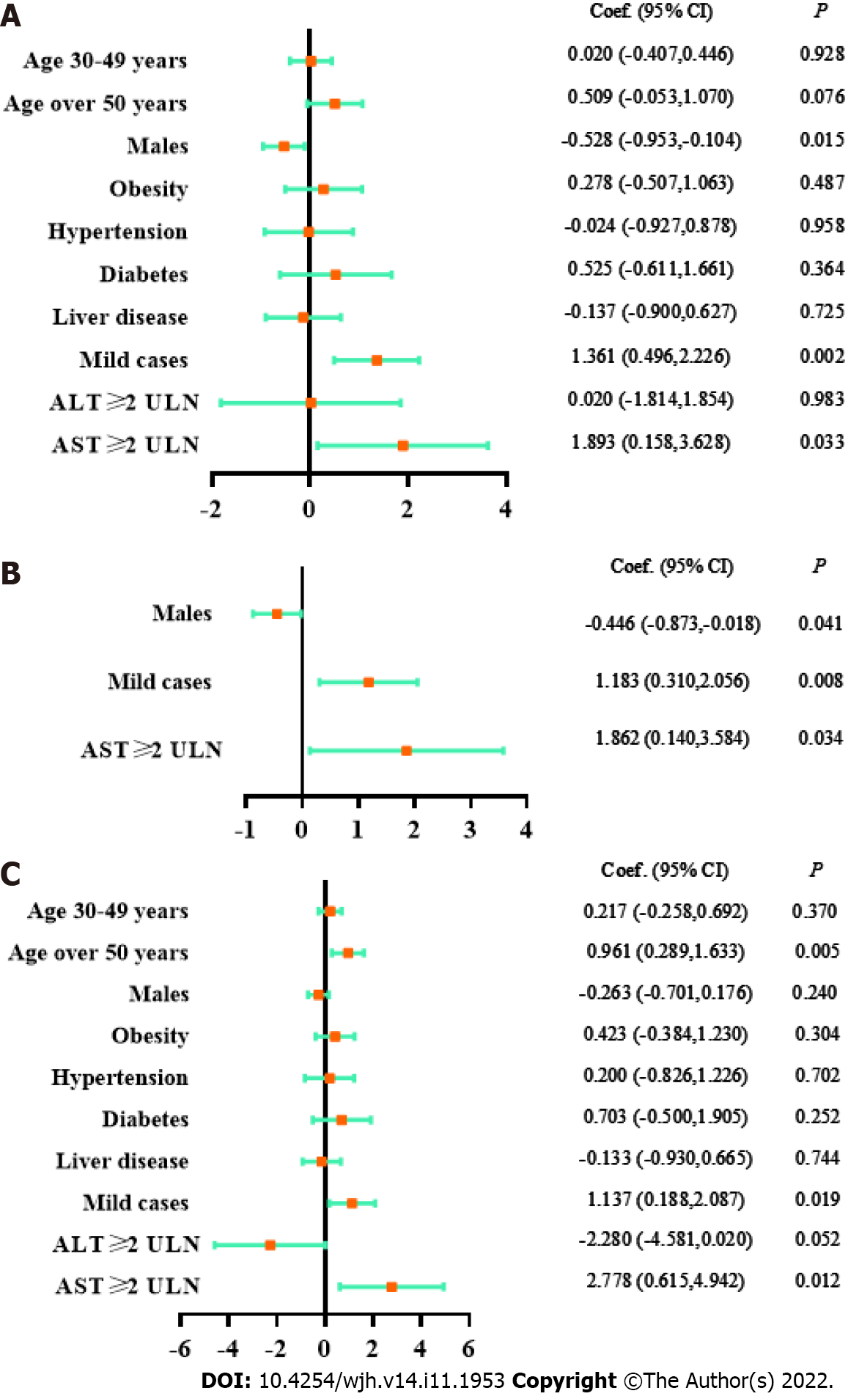 A
Coef. (95% CI) P
Age 30-49 years 0.020 (-0.407,0.446) 0.928
Age over 50 years 0.509 (-0.053,1.070) 0.076
Males -0.528 (-0.953,-0.104) 0.015
Obesity 0.278 (-0.507,1.063) 0.487
Hypertension -0.024 (-0.927,0.878) 0.958
Diabetes 0.525 (-0.611,1.661) 0.364
Liver disease -0.137 (-0.900,0.627) 0.725
Mild cases 1.361 (0.496,2.226) 0.002
ALT ⩾2 ULN 0.020 (-1.814,1.854) 0.983
AST ⩾2 ULN 1.893 (0.158,3.628) 0.033
-2 0 2 4
B
Coef. (95% CI) P
Males -0.446 (-0.873,-0.018) 0.041
Mild cases 1.183 (0.310,2.056) 0.008
AST ⩾2 ULN 1.862 (0.140,3.584) 0.034
-1 0 1 2 3 4
C
Coef. (95% CI) P
Age 30-49 years 0.217 (-0.258,0.692) 0.370
Age over 50 years 0.961 (0.289,1.633) 0.005
Males -0.263 (-0.701,0.176) 0.240
Obesity 0.423 (-0.384,1.230) 0.304
Hypertension 0.200 (-0.826,1.226) 0.702
Diabetes 0.703 (-0.500,1.905) 0.252
Liver disease -0.133 (-0.930,0.665) 0.744
Mild cases 1.137 (0.188,2.087) 0.019
ALT ⩾2 ULN -2.280 (-4.581,0.020) 0.052
AST ⩾2 ULN 2.778 (0.615,4.942) 0.012
-6 -4 -2 0 2 4 6
DOI: 10.4254/wjh.v14.i11.1953 Copyright ©The Author(s) 2022.